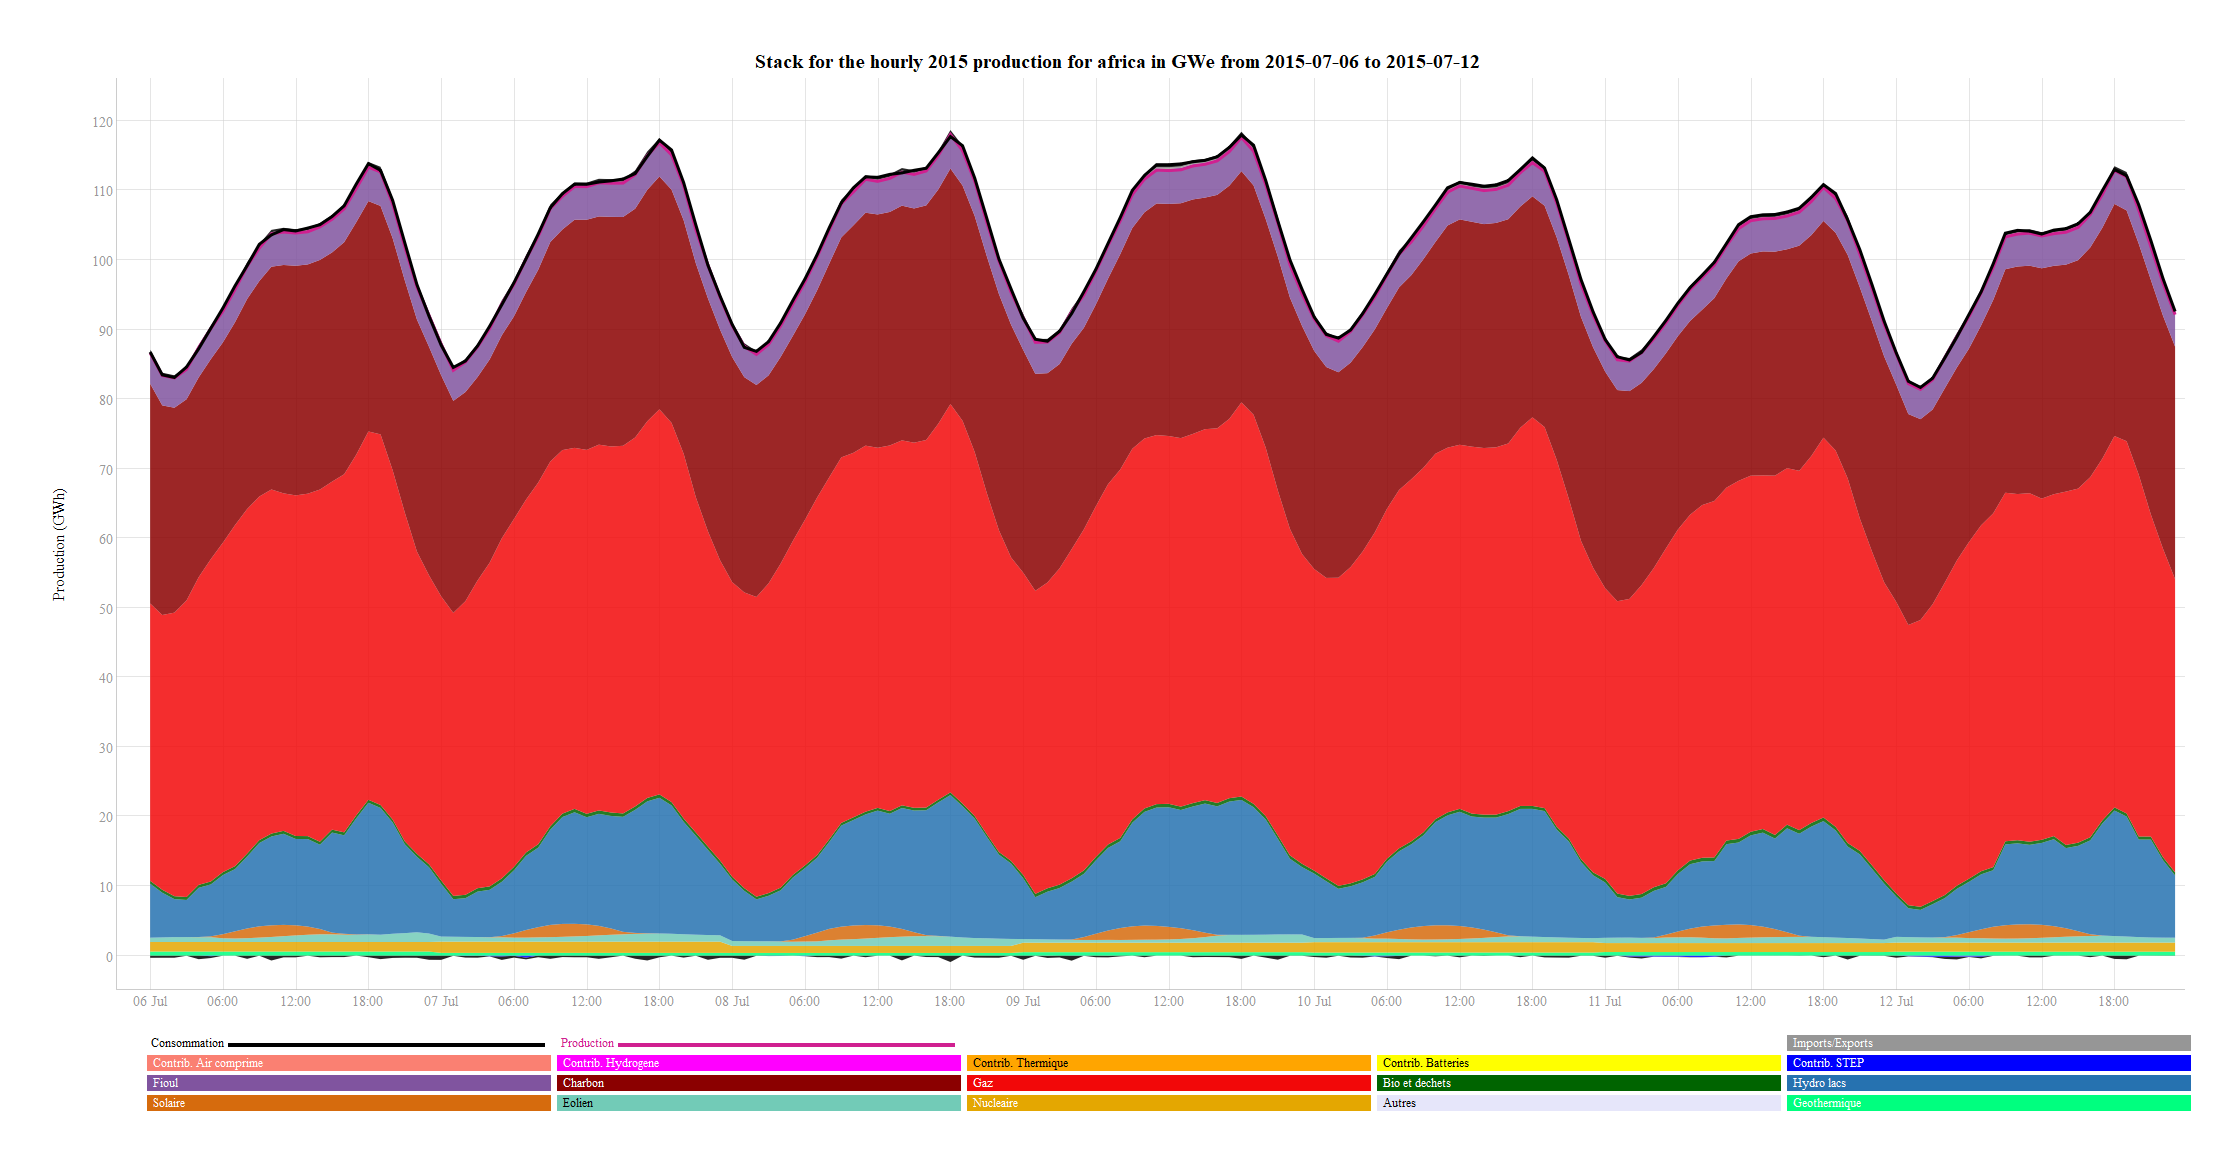 Stack for the hourly 2015 production for africa in GWe from 2015-07-06 to 2015-07-12
120
110
100
90
80
70
60
50
40
30
20
10
0
Production (GWh)
06 Jul 06:00 12:00 18:00 07 Jul 06:00 12:00 18:00 08 Jul 06:00 12:00 18:00 09 Jul 06:00 12:00 18:00 10 Jul 06:00 12:00 18:00 11 Jul 06:00 12:00 18:00 12 Jul 06:00 12:00 18:00
Consommation Production Imports/Exports
Contrib. Air comprime Contrib. Hydrogene Contrib. Thermique Contrib. Batteries Contrib. STEP
Fioul Charbon Gaz Bio et dechets Hydro lacs
Solaire Eolien Nucleaire Autres Geothermique